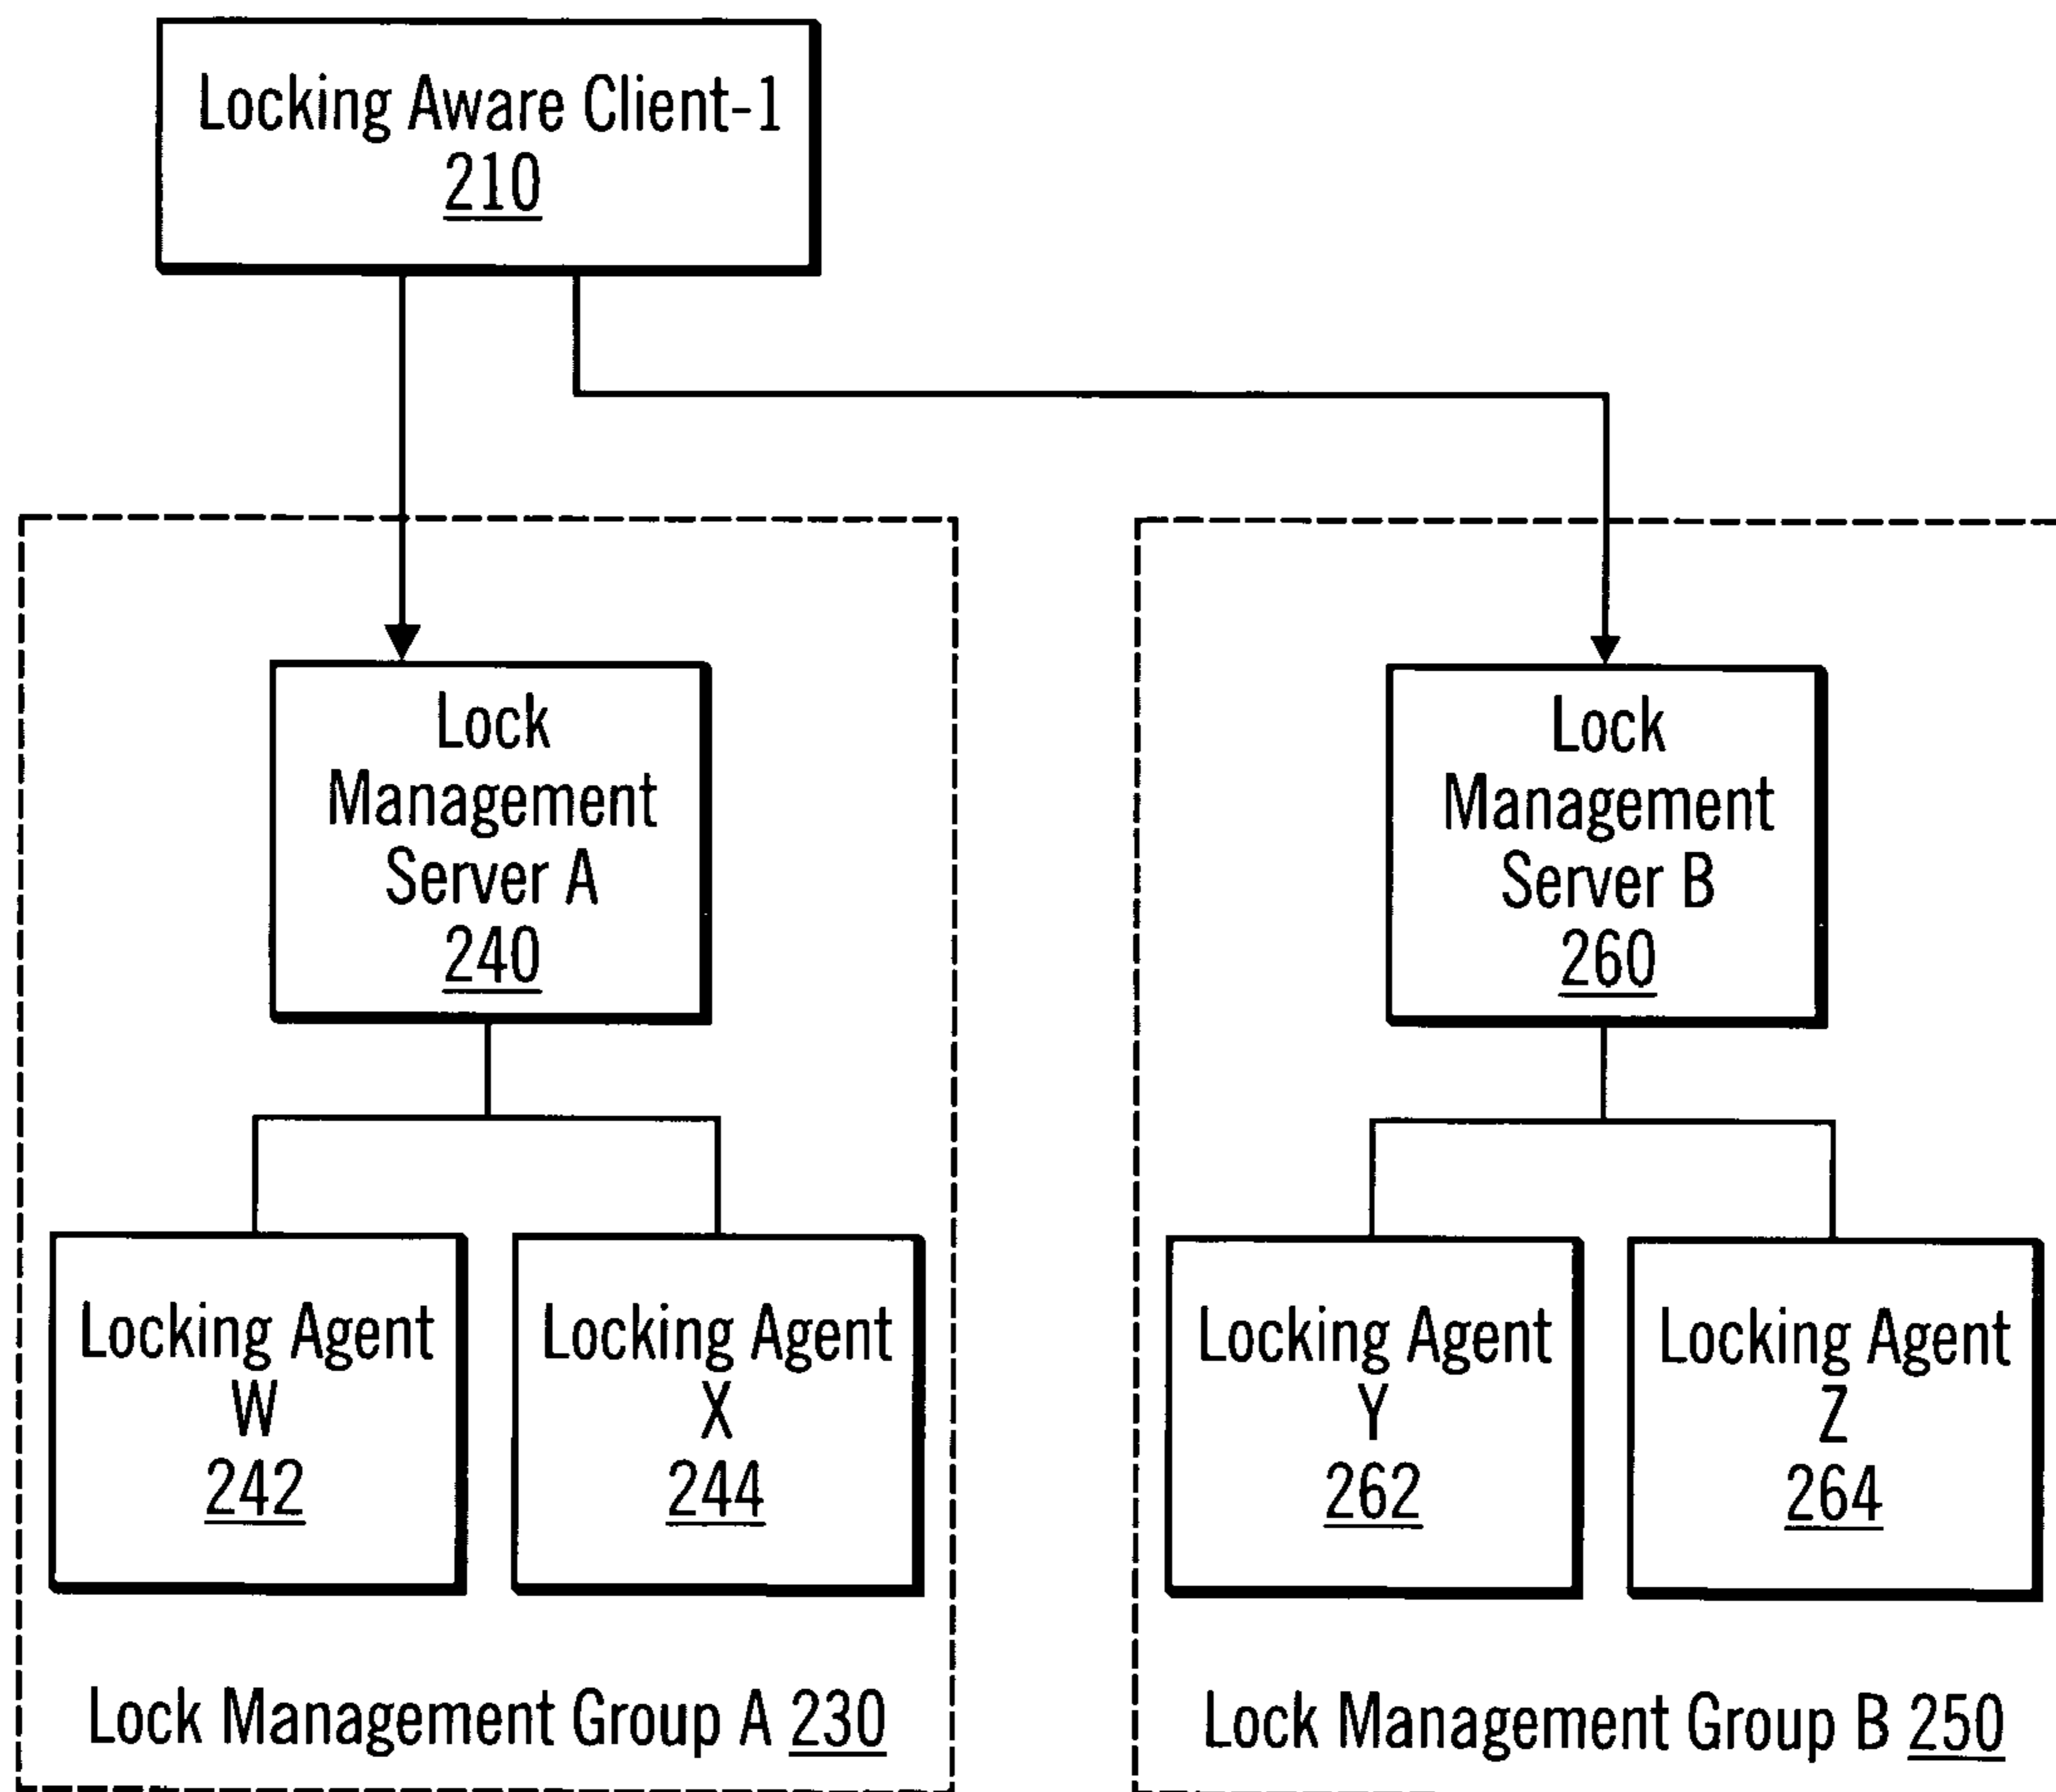 Locking Aware Client-1
210
Lock
Management
Server A
240
Lock
Management
Server B
260
Locking Agent
W
242
Locking Agent
X
244
Locking Agent
Y
262
Locking Agent
Z
264
Lock Management Group A 230
Lock Management Group B 250